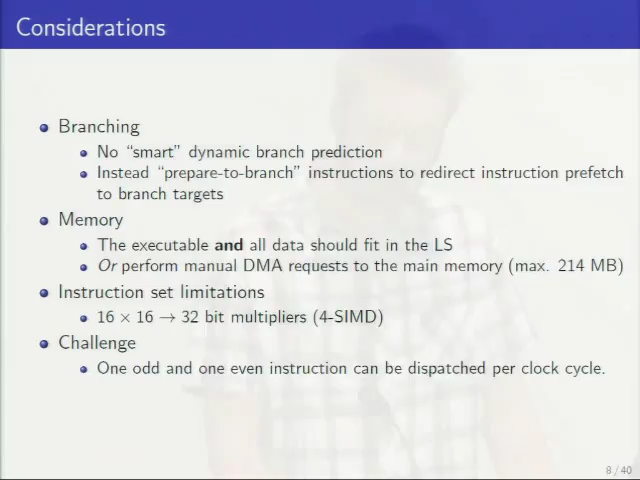 Considerations
Branching
No “smart” dynamic branch prediction
Instead “prepare-to-branch” instructions to redirect instruction prefetch
to branch targets
Memory
The executable and all data should fit in the LS
Or perform manual DMA requests to the main memory (max. 214 MB)
Instruction set limitations
16 × 16 → 32 bit multipliers (4-SIMD)
Challenge
One odd and one even instruction can be dispatched per clock cycle.
8 / 40